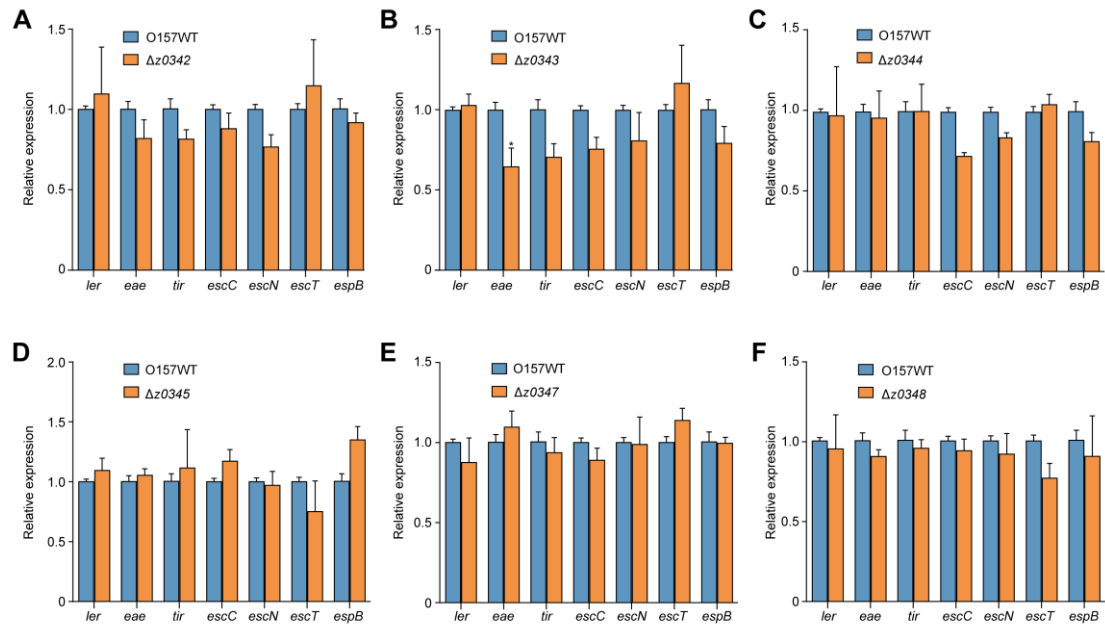 A
Relative expression
1.5
1.0
0.5
0
O157WT
Δz0342
ler eae tir escC escN escT espB
B
Relative expression
1.5
1.0
0.5
0
O157WT
Δz0343
*
ler eae tir escC escN escT espB
C
Relative expression
1.5
1.0
0.5
0
O157WT
Δz0344
ler eae tir escC escN escT espB
D
Relative expression
2.0
1.5
1.0
0.5
0
O157WT
Δz0345
ler eae tir escC escN escT espB
E
Relative expression
1.5
1.0
0.5
0
O157WT
Δz0347
ler eae tir escC escN escT espB
F
Relative expression
1.5
1.0
0.5
0
O157WT
Δz0348
ler eae tir escC escN escT espB